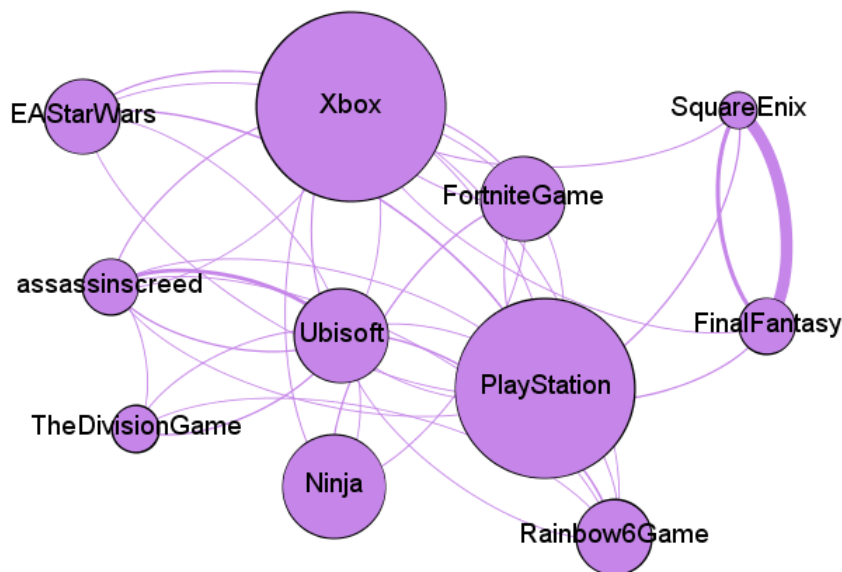 Xbox
EAStarWars
SquareEnix
FortniteGame
assassinscreed
Ubisoft
FinalFantasy
PlayStation
TheDivisionGame
Ninja
Rainbow6Game